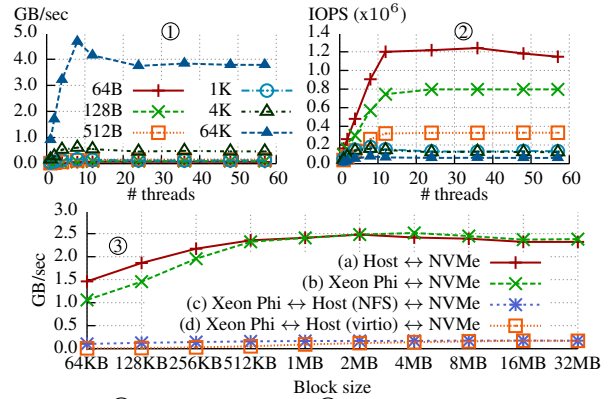 GB/sec
①
5.0
4.0
3.0
2.0
1.0
0.0
64B
128B
512B
1K
4K
64K
0 10 20 30 40 50 60
# threads
IOPS (x10⁶)
②
1.4
1.2
1.0
0.8
0.6
0.4
0.2
0.0
0 10 20 30 40 50 60
# threads
③
GB/sec
3.0
2.5
2.0
1.5
1.0
0.5
0.0
(a) Host ↔ NVMe
(b) Xeon Phi ↔ NVMe
(c) Xeon Phi ↔ Host (NFS) ↔ NVMe
(d) Xeon Phi ↔ Host (virtio) ↔ NVMe
64KB 128KB 256KB 512KB 1MB 2MB 4MB 8MB 16MB 32MB
Block size